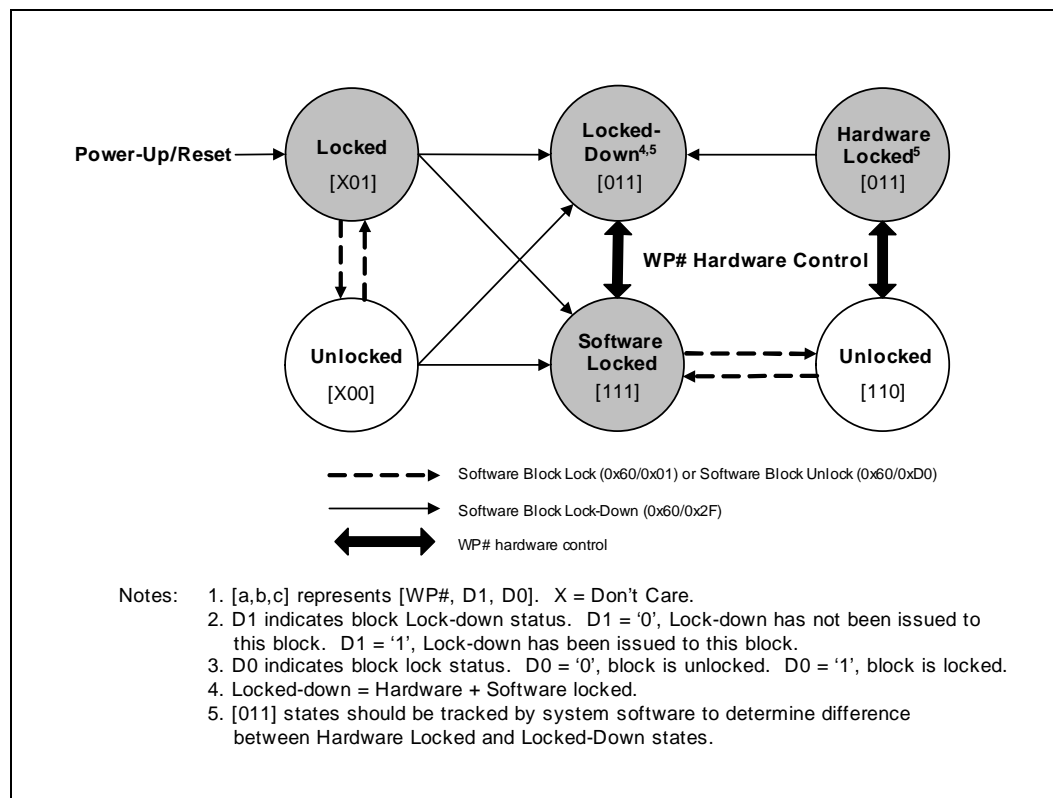 Power-Up/Reset
Locked
[X01]
Locked-
Down4,5
[011]
Hardware
Locked5
[011]
WP# Hardware Control
Unlocked
[X00]
Software
Locked
[111]
Unlocked
[110]
Software Block Lock (0x60/0x01) or Software Block Unlock (0x60/0xD0)
Software Block Lock-Down (0x60/0x2F)
WP# hardware control
Notes: 1. [a,b,c] represents [WP#, D1, D0]. X = Don't Care.
2. D1 indicates block Lock-down status. D1 = ‘0’, Lock-down has not been issued to
this block. D1 = ‘1’, Lock-down has been issued to this block.
3. D0 indicates block lock status. D0 = ‘0’, block is unlocked. D0 = ‘1’, block is locked.
4. Locked-down = Hardware + Software locked.
5. [011] states should be tracked by system software to determine difference
between Hardware Locked and Locked-Down states.